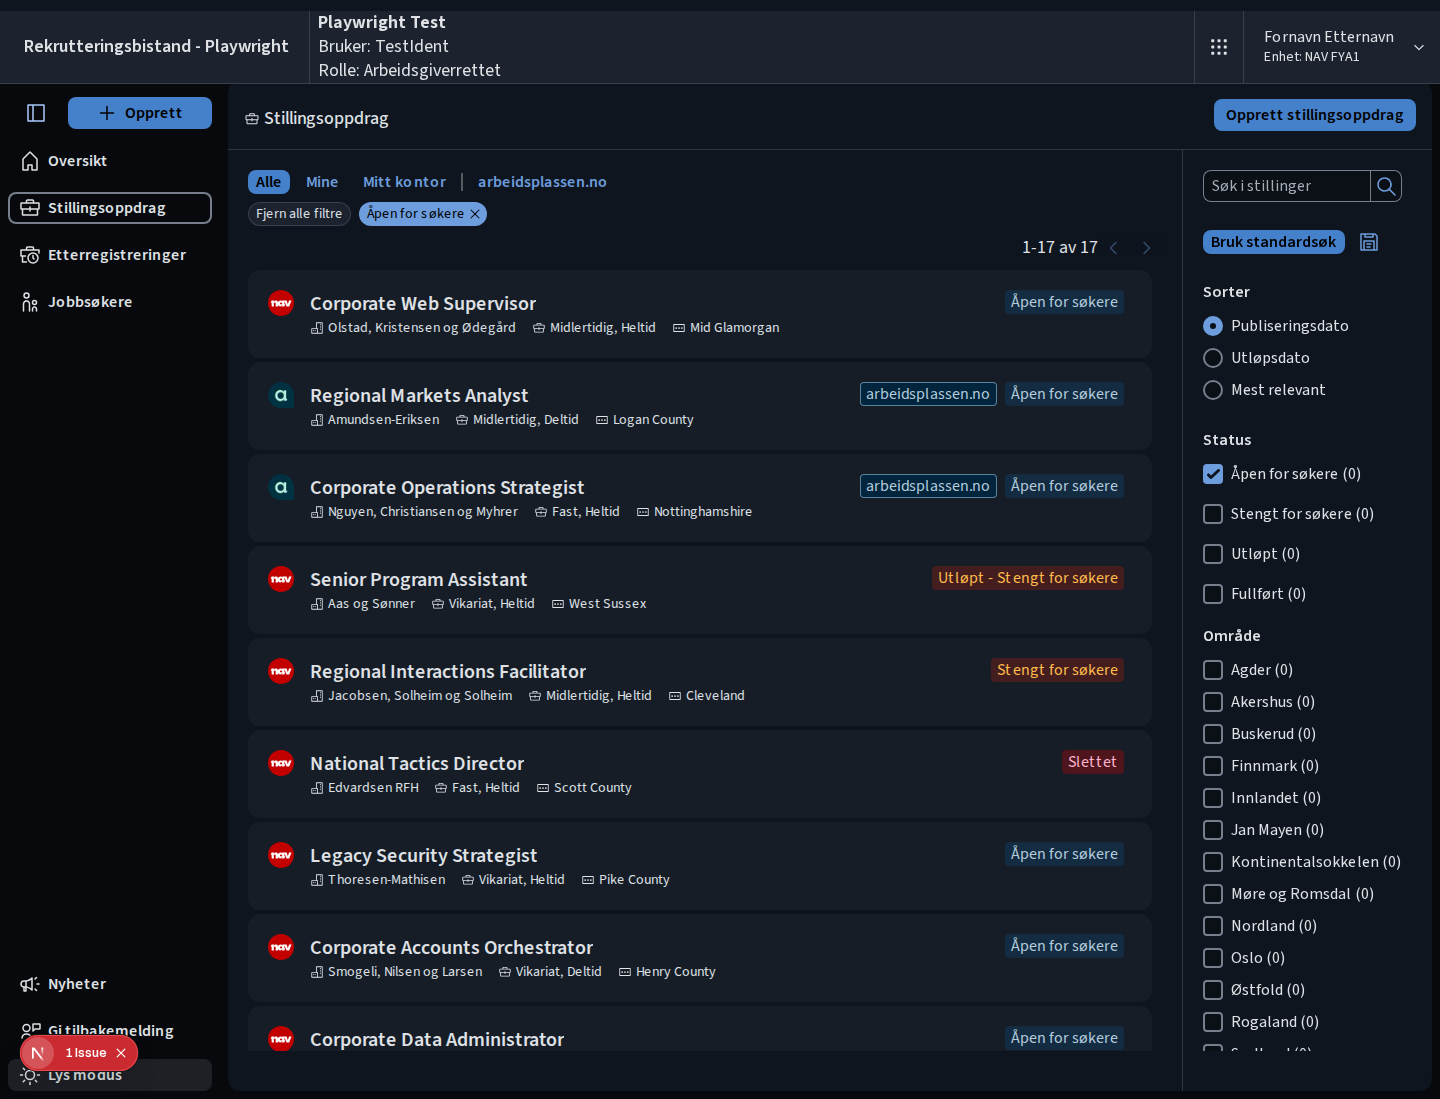 Rekrutteringsbistand - Playwright
Playwright Test
Bruker: TestIdent
Rolle: Arbeidsgiverrettet
Fornavn Etternavn
Enhet: NAV FYA1
Opprett
Oversikt
Stillingsoppdrag
Etterregistreringer
Jobbsøkere
Nyheter
Gi tilbakemelding
1 Issue
Lys modus
Stillingsoppdrag
Opprett stillingsoppdrag
Alle
Mine
Mitt kontor
arbeidsplassen.no
Fjern alle filtre
Åpen for søkere
1-17 av 17
nav
Corporate Web Supervisor
Åpen for søkere
Olstad, Kristensen og Ødegård
Midlertidig, Heltid
Mid Glamorgan
a
Regional Markets Analyst
arbeidsplassen.no
Åpen for søkere
Amundsen-Eriksen
Midlertidig, Deltid
Logan County
a
Corporate Operations Strategist
arbeidsplassen.no
Åpen for søkere
Nguyen, Christiansen og Myhrer
Fast, Heltid
Nottinghamshire
nav
Senior Program Assistant
Utløpt - Stengt for søkere
Aas og Sønner
Vikariat, Heltid
West Sussex
nav
Regional Interactions Facilitator
Stengt for søkere
Jacobsen, Solheim og Solheim
Midlertidig, Heltid
Cleveland
nav
National Tactics Director
Slettet
Edvardsen RFH
Fast, Heltid
Scott County
nav
Legacy Security Strategist
Åpen for søkere
Thoresen-Mathisen
Vikariat, Heltid
Pike County
nav
Corporate Accounts Orchestrator
Åpen for søkere
Smogeli, Nilsen og Larsen
Vikariat, Deltid
Henry County
nav
Corporate Data Administrator
Åpen for søkere
Søk i stillinger
Bruk standardsøk
Sorter
Publiseringsdato
Utløpsdato
Mest relevant
Status
Åpen for søkere (0)
Stengt for søkere (0)
Utløpt (0)
Fullført (0)
Område
Agder (0)
Akershus (0)
Buskerud (0)
Finnmark (0)
Innlandet (0)
Jan Mayen (0)
Kontinentalsokkelen (0)
Møre og Romsdal (0)
Nordland (0)
Oslo (0)
Østfold (0)
Rogaland (0)